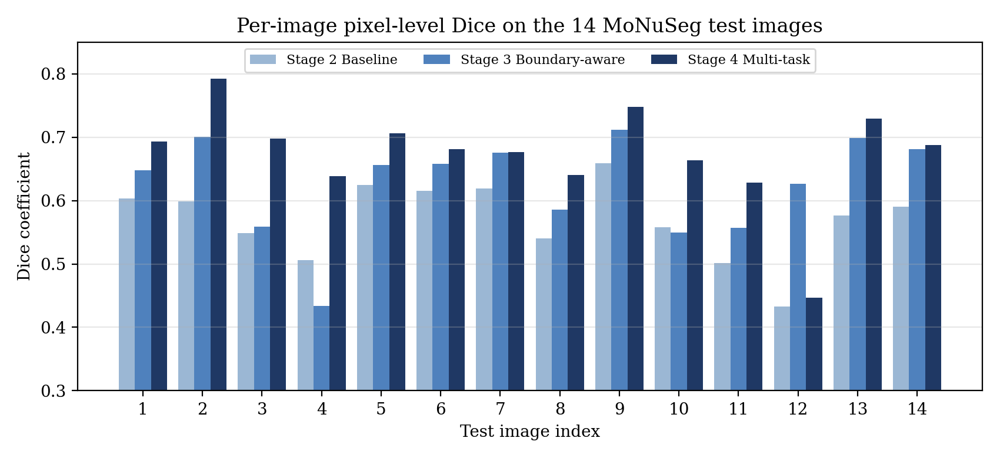 Per-image pixel-level Dice on the 14 MoNuSeg test images
Stage 2 Baseline
Stage 3 Boundary-aware
Stage 4 Multi-task
Dice coefficient
0.8
0.7
0.6
0.5
0.4
0.3
1 2 3 4 5 6 7 8 9 10 11 12 13 14
Test image index